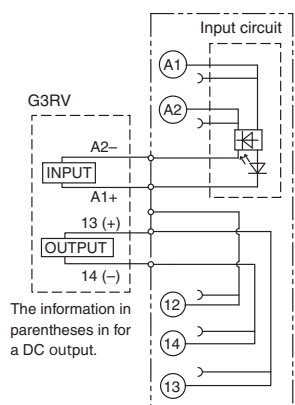 Input circuit
A1
A2
G3RV
A2–
INPUT
A1+
13 (+)
OUTPUT
14 (–)
12
14
13
The information in
parentheses in for
a DC output.